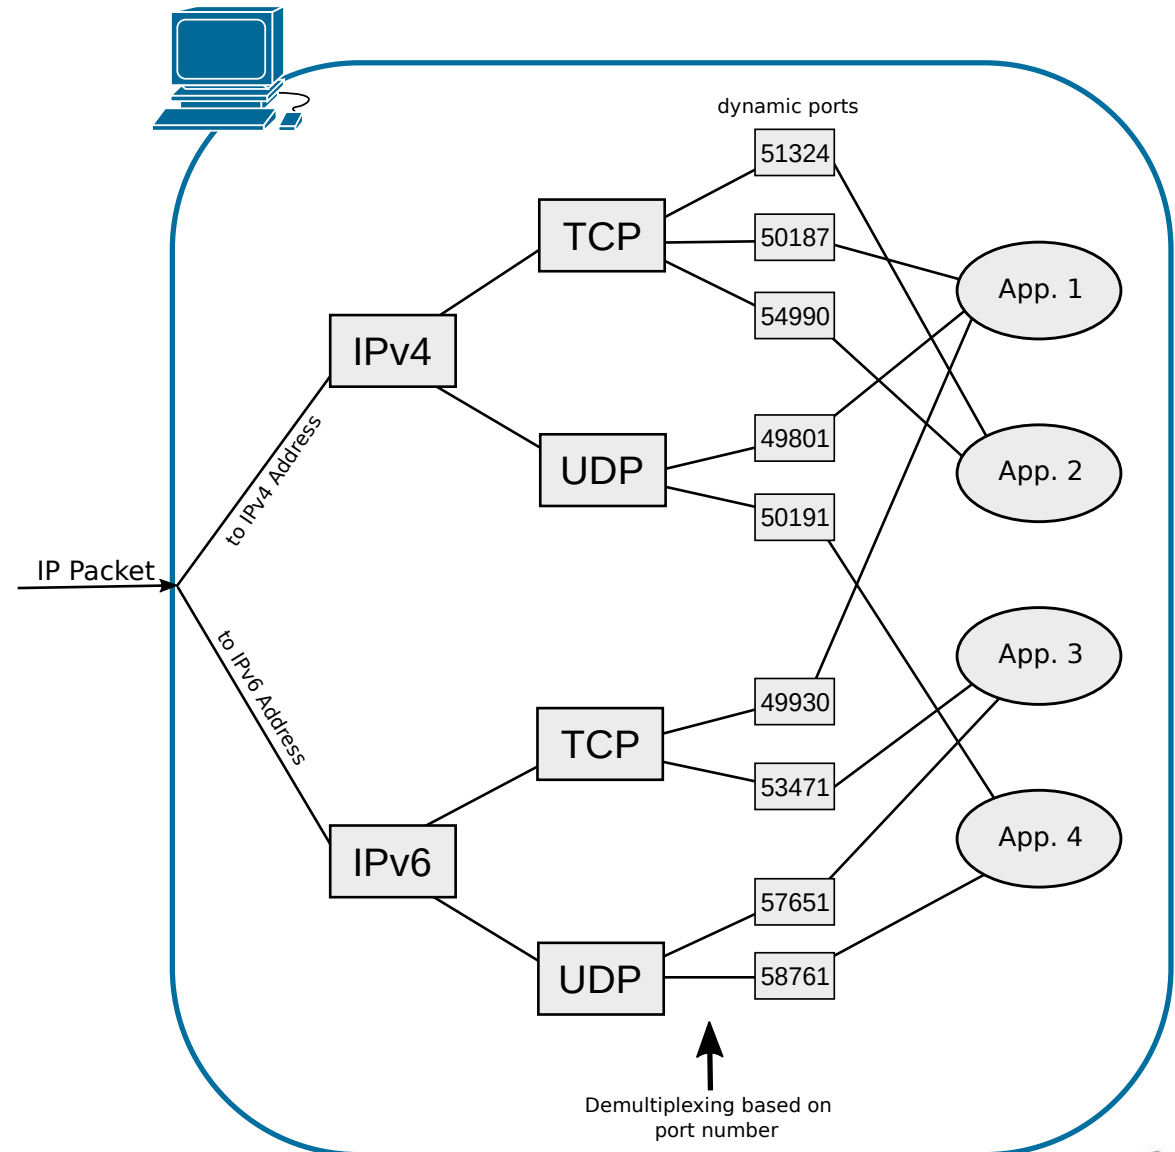 dynamic ports
51324
TCP
50187
App. 1
54990
IPv4
49801
UDP
App. 2
50191
to IPv4 Address
IP Packet
to IPv6 Address
App. 3
49930
TCP
53471
App. 4
IPv6
57651
UDP
58761
Demultiplexing based on
port number